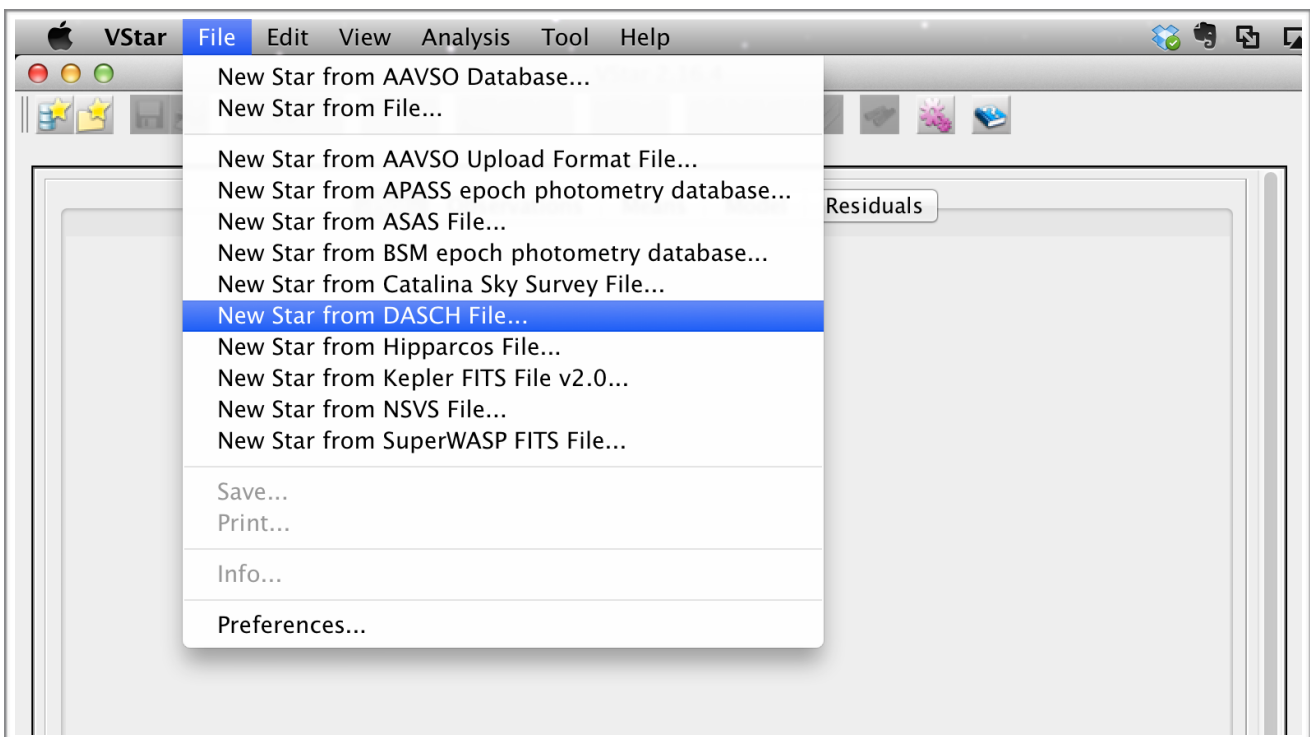 VStar File Edit View Analysis Tool Help
New Star from AAVSO Database...
New Star from File...
New Star from AAVSO Upload Format File...
New Star from APASS epoch photometry database...
New Star from ASAS File...
New Star from BSM epoch photometry database...
New Star from Catalina Sky Survey File...
New Star from DASCH File...
New Star from Hipparcos File...
New Star from Kepler FITS File v2.0...
New Star from NSVS File...
New Star from SuperWASP FITS File...
Save...
Print...
Info...
Preferences...
Residuals